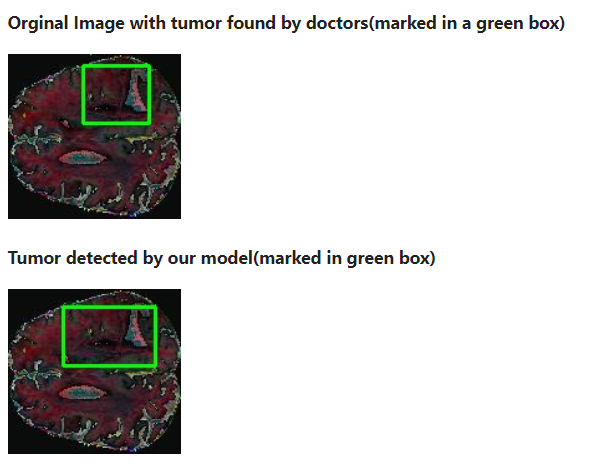 Orginal Image with tumor found by doctors(marked in a green box)
Tumor detected by our model(marked in green box)